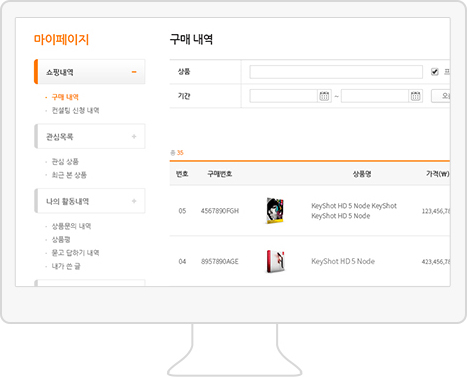 마이페이지
쇼핑내역
구매 내역
컨설팅 신청 내역
관심목록
관심 상품
최근 본 상품
나의 활동내역
상품문의 내역
상품평
묻고 답하기 내역
내가 쓴 글
구매 내역
상품
기간
~
총 35
번호 구매번호 상품명 가격(₩)
05 4567890FGH KeyShot HD 5 Node KeyShot
KeyShot HD 5 Node 123,456,78
04 8957890AGE KeyShot HD 5 Node 423,456,78